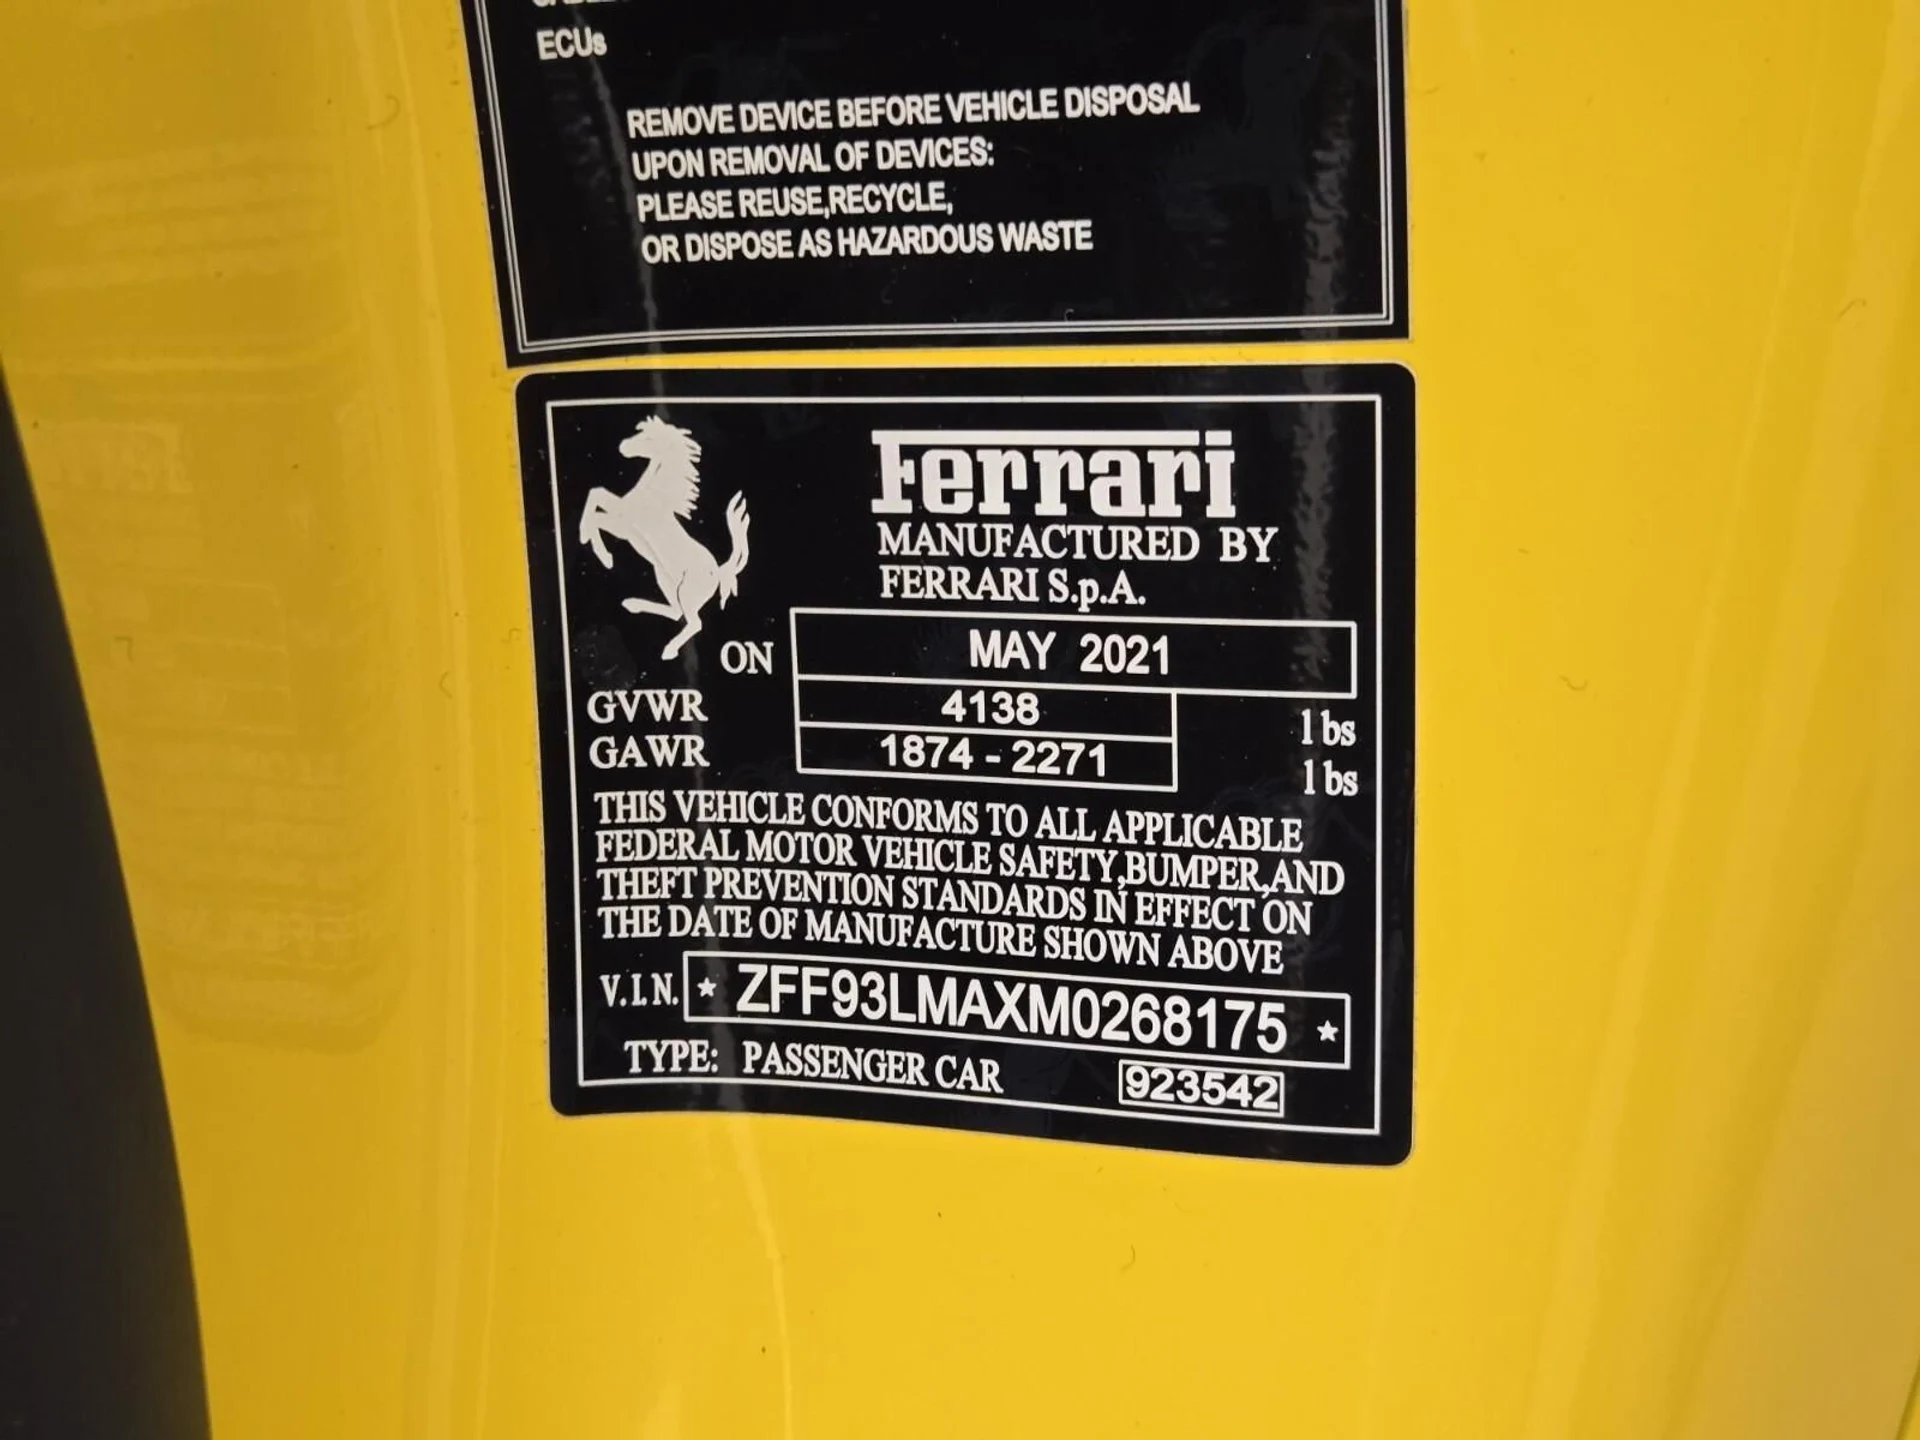 ECUs
REMOVE DEVICE BEFORE VEHICLE DISPOSAL
UPON REMOVAL OF DEVICES:
PLEASE REUSE,RECYCLE,
OR DISPOSE AS HAZARDOUS WASTE
Ferrari
MANUFACTURED BY
FERRARI S.p.A.
ON MAY 2021
GVWR 4138 lbs
GAWR 1874 - 2271 lbs
THIS VEHICLE CONFORMS TO ALL APPLICABLE
FEDERAL MOTOR VEHICLE SAFETY,BUMPER,AND
THEFT PREVENTION STANDARDS IN EFFECT ON
THE DATE OF MANUFACTURE SHOWN ABOVE
V.I.N. * ZFF93LMAXM0268175 *
TYPE: PASSENGER CAR 923542